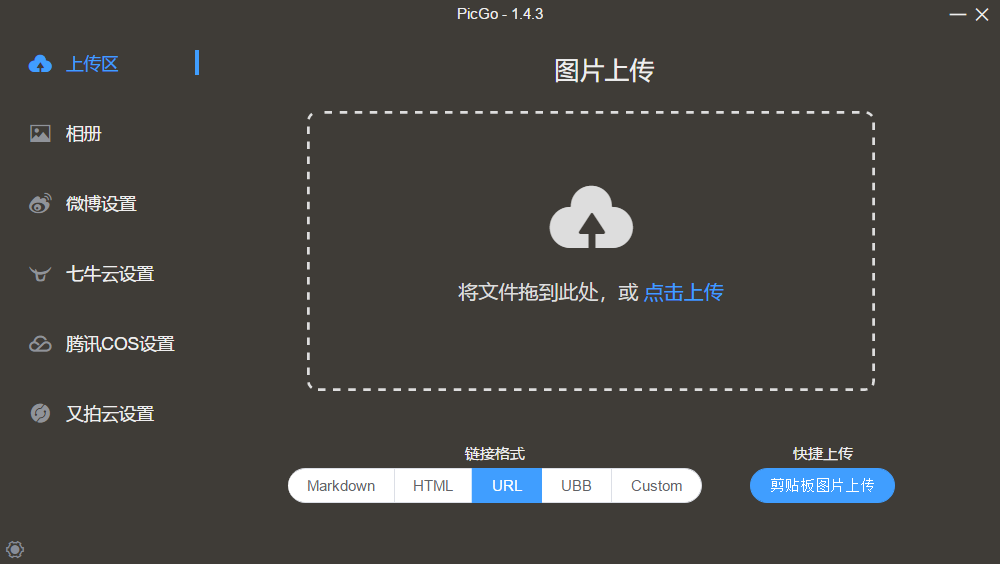 PicGo - 1.4.3
上传区
相册
微博设置
七牛云设置
腾讯COS设置
又拍云设置
图片上传
将文件拖到此处，或 点击上传
链接格式
Markdown HTML URL UBB Custom
快捷上传
剪贴板图片上传